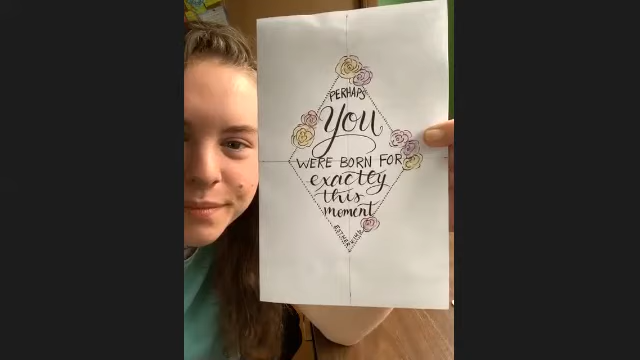 PERHAPS
You
WERE BORN FOR
exactly
this
moment